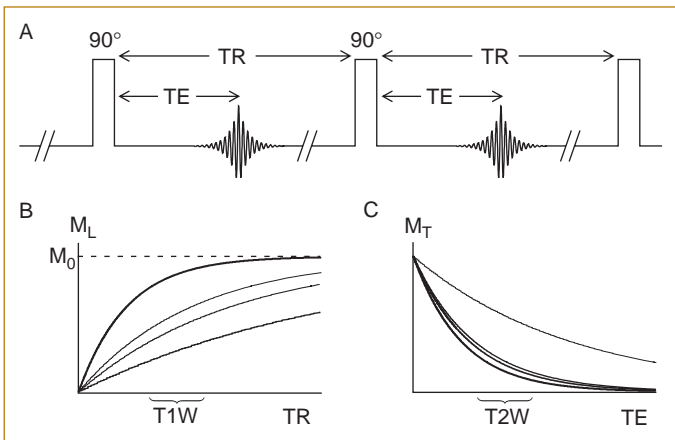 A
90° TR 90° TR
TE TE
B
M_L
M_0
T1W TR
C
M_T
T2W TE